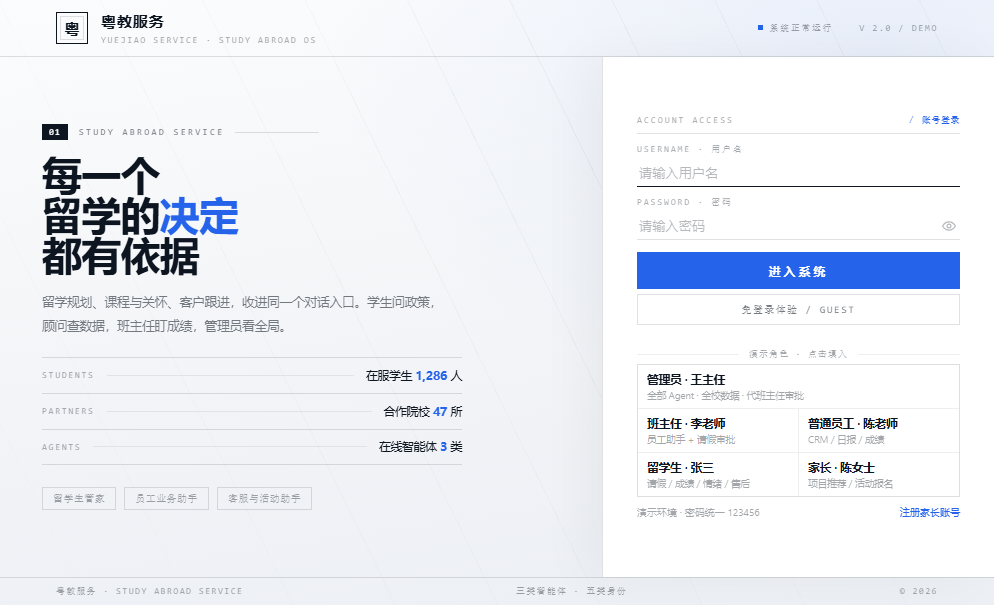 粤
粤教服务
YUEJIAO SERVICE · STUDY ABROAD OS
系统正常运行
V 2.0 / DEMO
01 STUDY ABROAD SERVICE
每一个
留学的决定
都有依据
留学规划、课程与关怀、客户跟进，收进同一个对话入口。学生问政策，
顾问查数据，班主任盯成绩，管理员看全局。
STUDENTS 在服学生 1,286 人
PARTNERS 合作院校 47 所
AGENTS 在线智能体 3 类
留学生管家 员工业务助手 客服与活动助手
ACCOUNT ACCESS / 账号登录
USERNAME · 用户名
请输入用户名
PASSWORD · 密码
请输入密码
进入系统
免登录体验 / GUEST
演示角色 · 点击填入
管理员 · 王主任
全部 Agent · 全校数据 · 代班主任审批
班主任 · 李老师
员工助手 + 请假审批
普通员工 · 陈老师
CRM / 日报 / 成绩
留学生 · 张三
请假 / 成绩 / 情绪 / 售后
家长 · 陈女士
项目推荐 / 活动报名
演示环境 · 密码统一 123456 注册家长账号
粤教服务 · STUDY ABROAD SERVICE
三类智能体 · 五类身份
© 2026